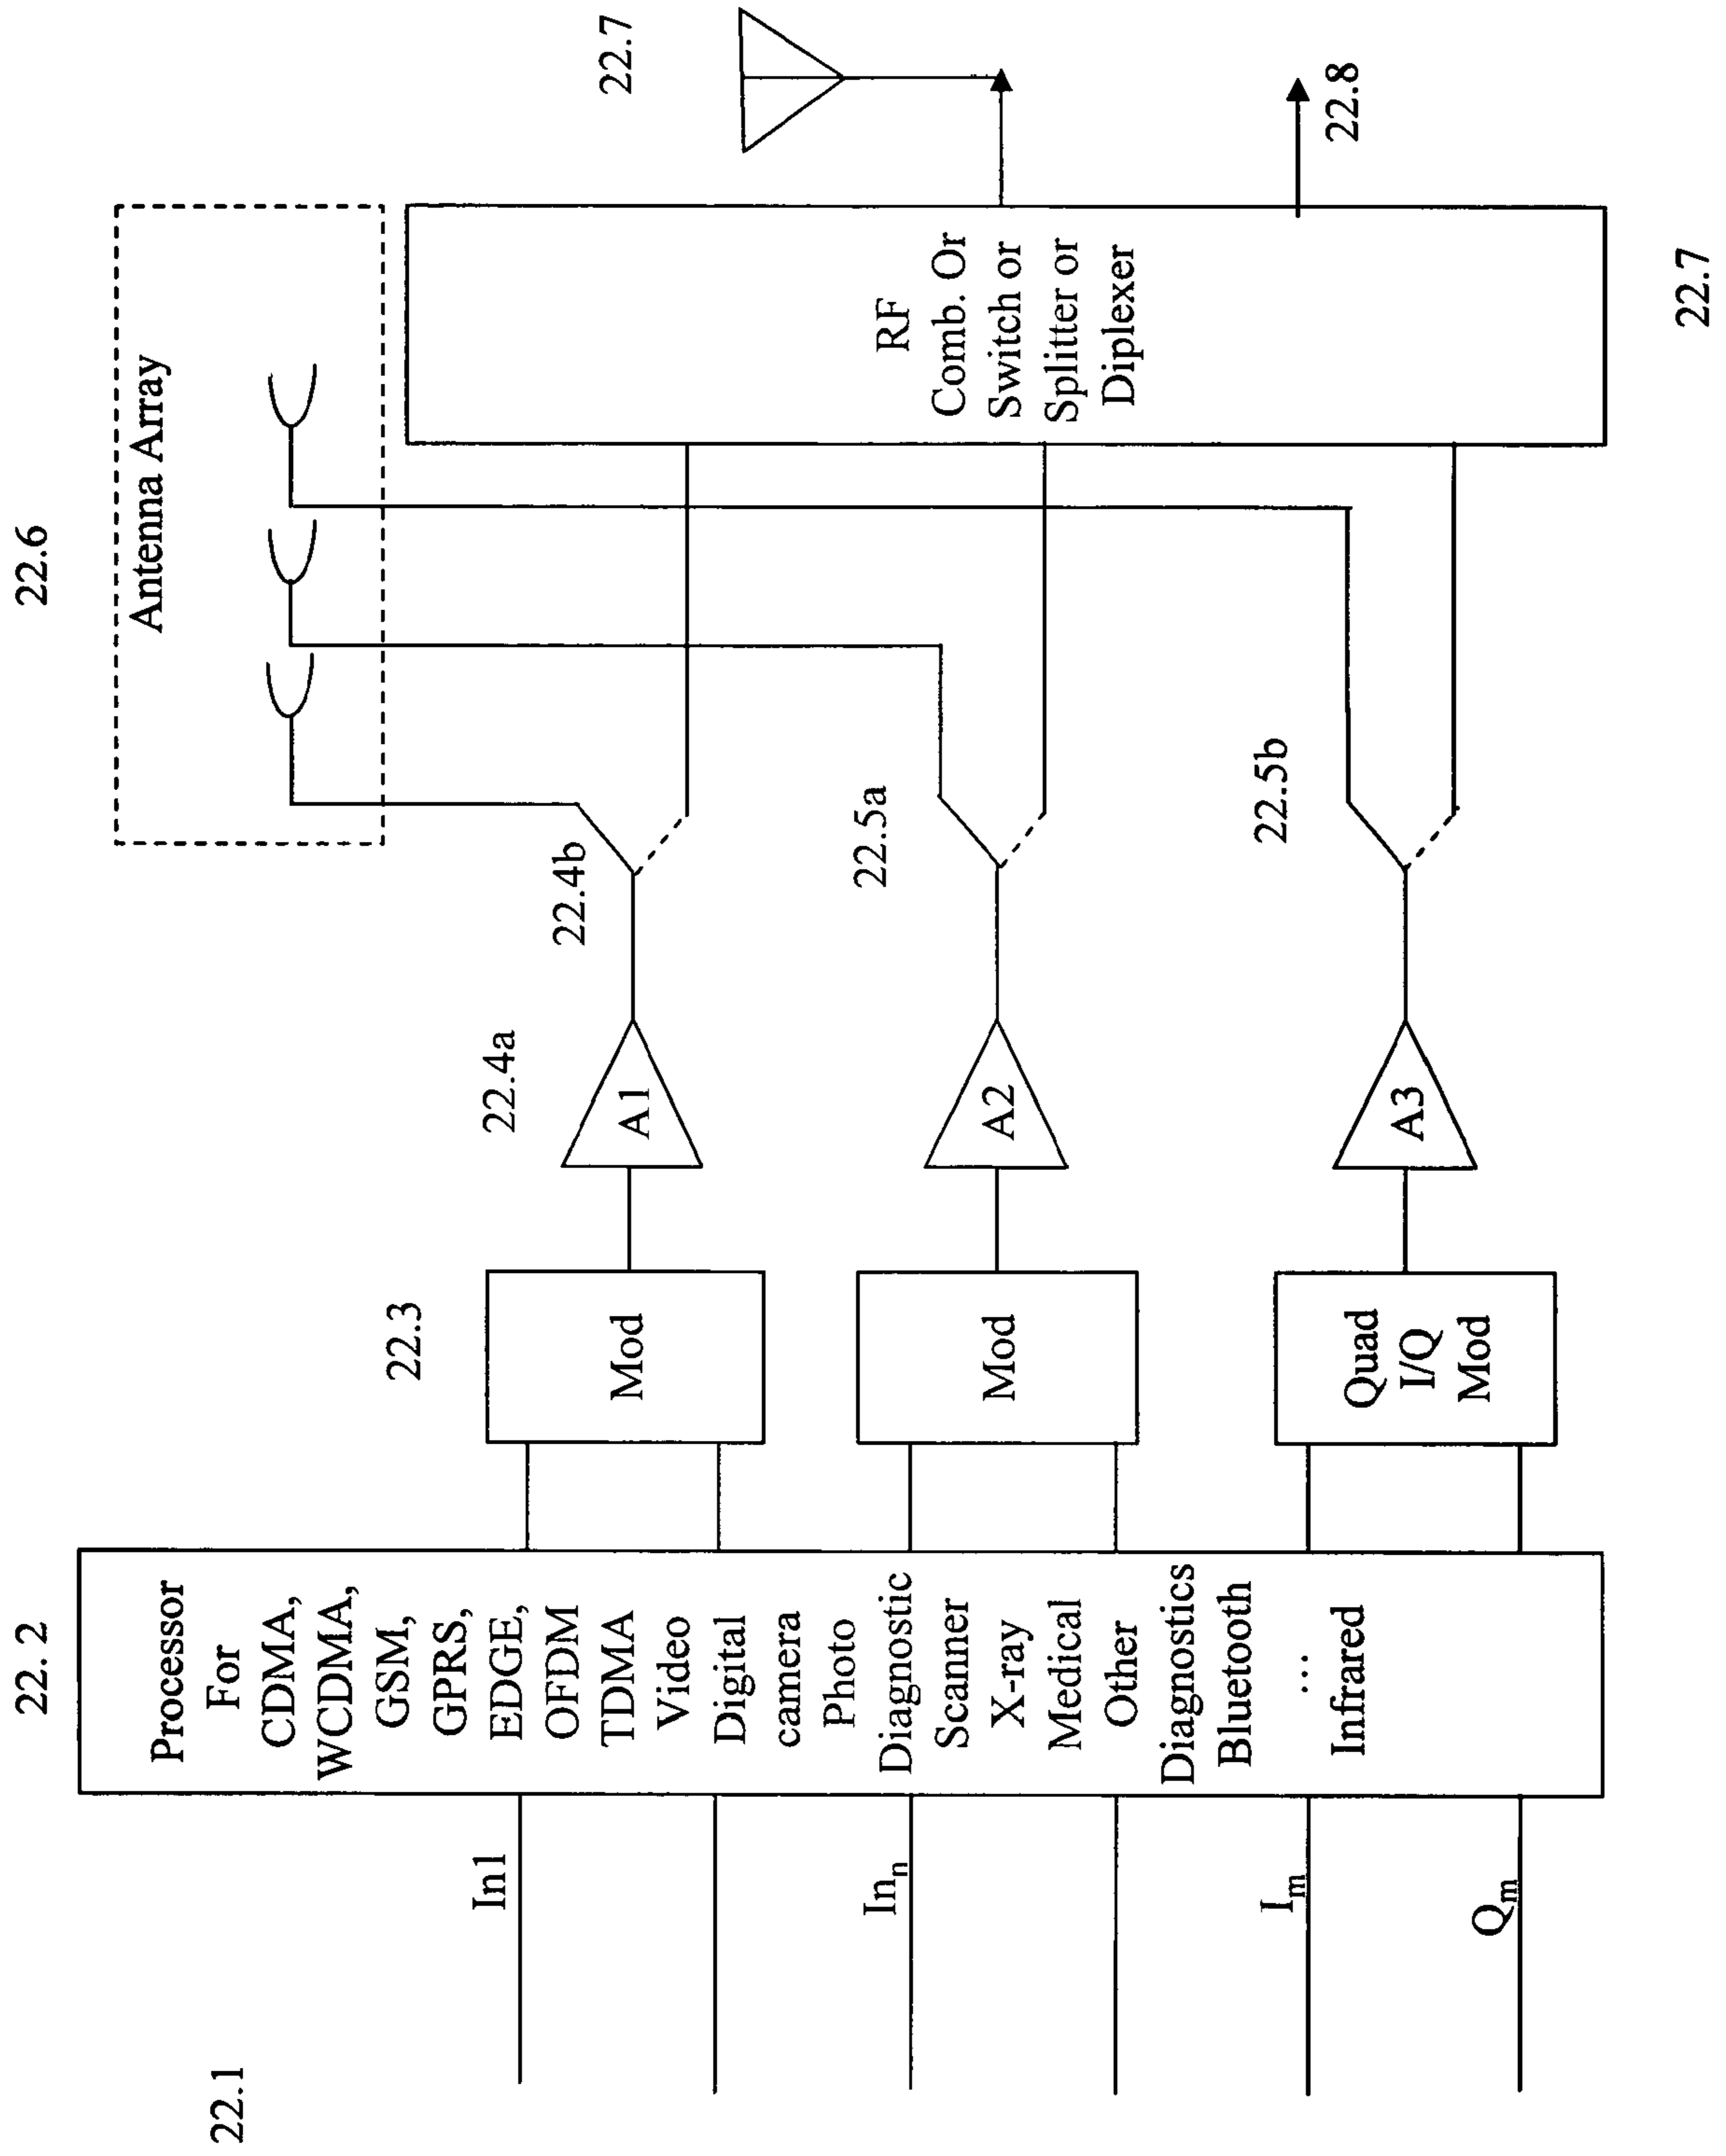 22.1
22. 2
22.3
22.4a
22.4b
22.5a
22.5b
22.6
22.7
22.8
22.7
In1
Inn
Im
Qm
Processor
For
CDMA,
WCDMA,
GSM,
GPRS,
EDGE,
OFDM
TDMA
Video
Digital
camera
Photo
Diagnostic
Scanner
X-ray
Medical
Other
Diagnostics
Bluetooth
...
Infrared
Mod
Mod
Quad
I/Q
Mod
A1
A2
A3
Antenna Array
RF
Comb. Or
Switch or
Splitter or
Diplexer